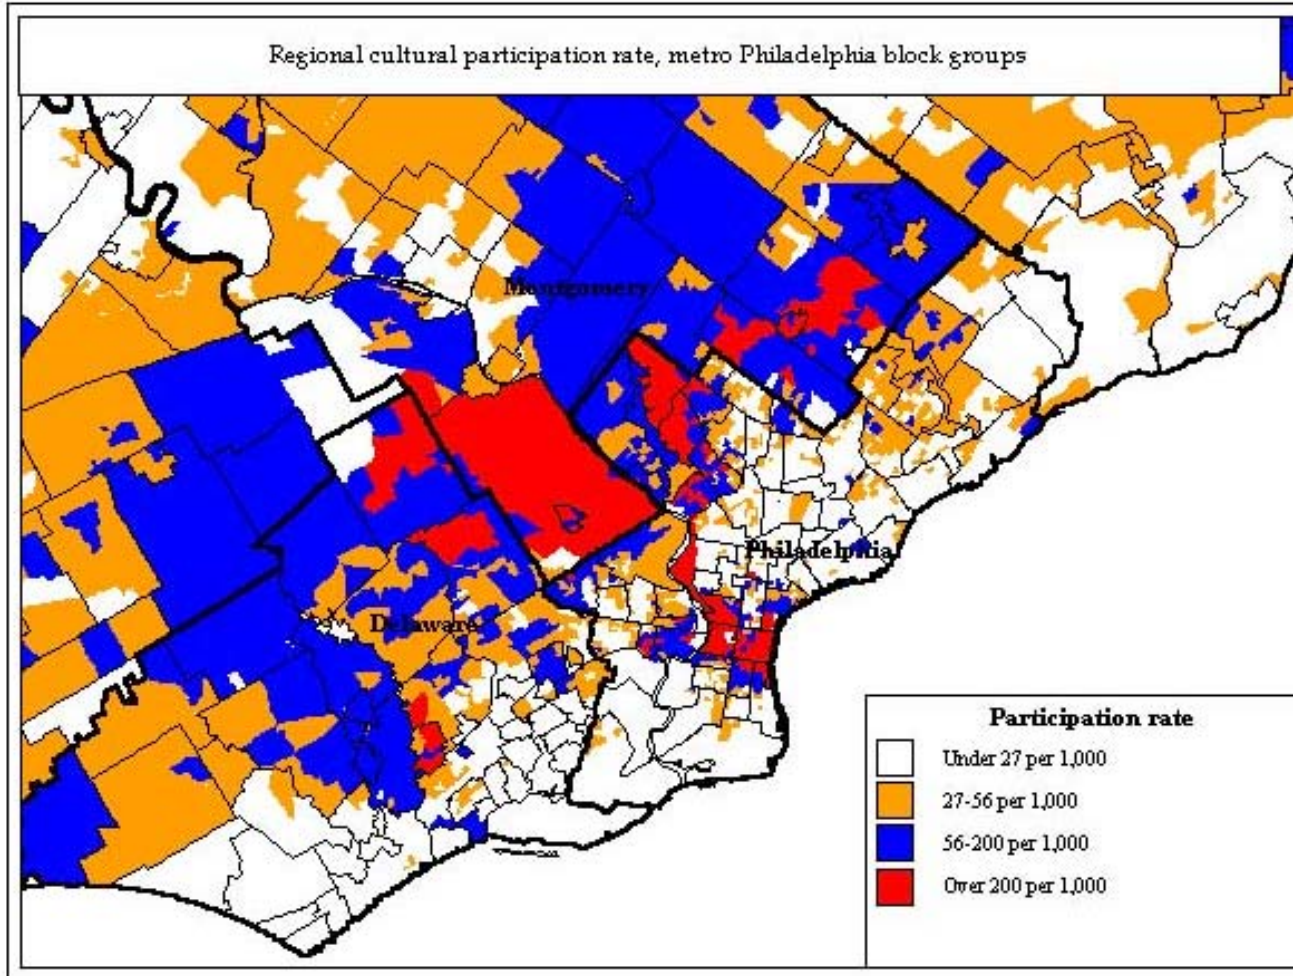 Regional cultural participation rate, metro Philadelphia block groups
Montgomery
Philadelphia
Delaware
Participation rate
Under 27 per 1,000
27-56 per 1,000
56-200 per 1,000
Over 200 per 1,000